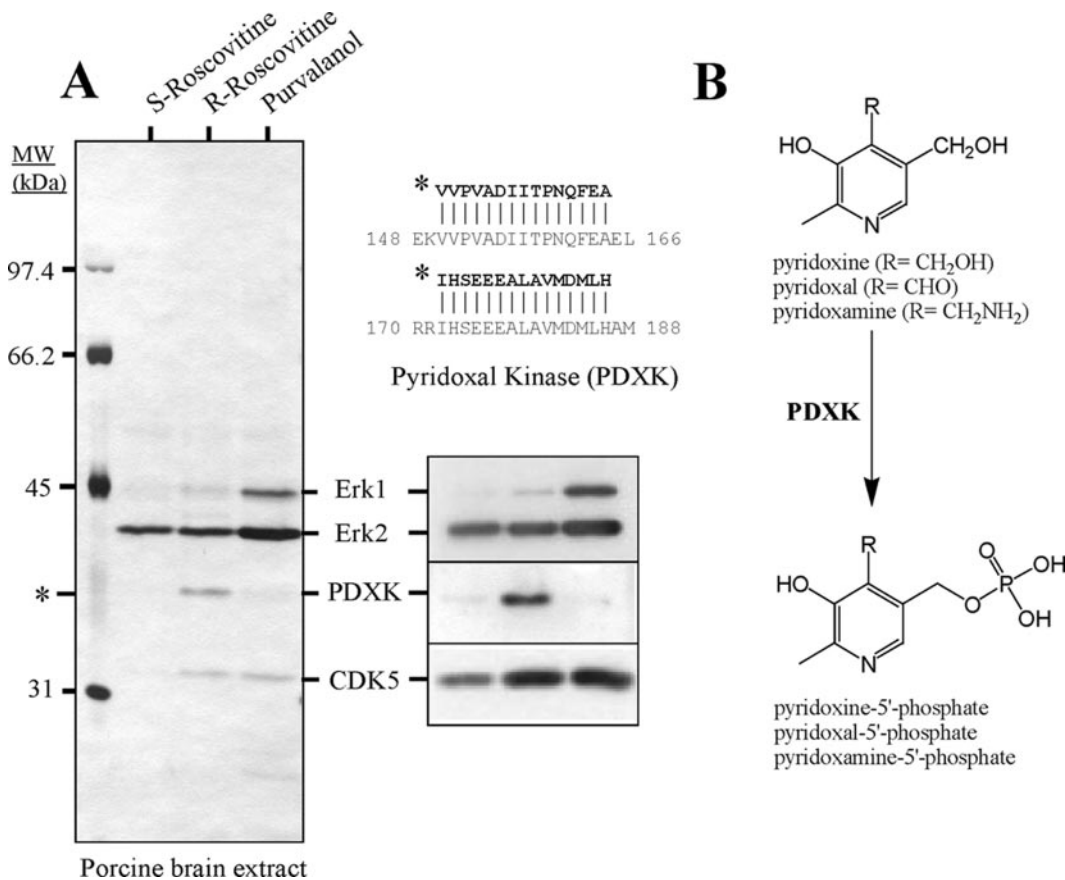 A
S-Roscovitine
R-Roscovitine
Purvalanol
MW
(kDa)
97.4
66.2
45
*
31
Porcine brain extract
* VVPVADIITPNQFEA
148 EKVVPVADIITPNQFEAEL 166
* IHSEEEALAVMDMLH
170 RRIHSEEEALAVMDMLHAM 188
Pyridoxal Kinase (PDXK)
Erk1
Erk2
PDXK
CDK5
B
R
HO
CH₂OH
N
pyridoxine (R= CH₂OH)
pyridoxal (R= CHO)
pyridoxamine (R= CH₂NH₂)
PDXK
R
O
HO
P
OH
O
OH
N
pyridoxine-5'-phosphate
pyridoxal-5'-phosphate
pyridoxamine-5'-phosphate